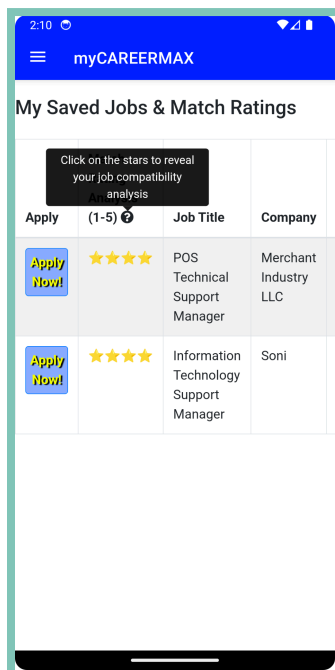 2:10
myCAREERMAX
My Saved Jobs & Match Ratings
Click on the stars to reveal
your job compatibility
analysis
Apply
(1-5)
Job Title
Company
Apply
Now!
POS
Technical
Support
Manager
Merchant
Industry
LLC
Apply
Now!
Information
Technology
Support
Manager
Soni